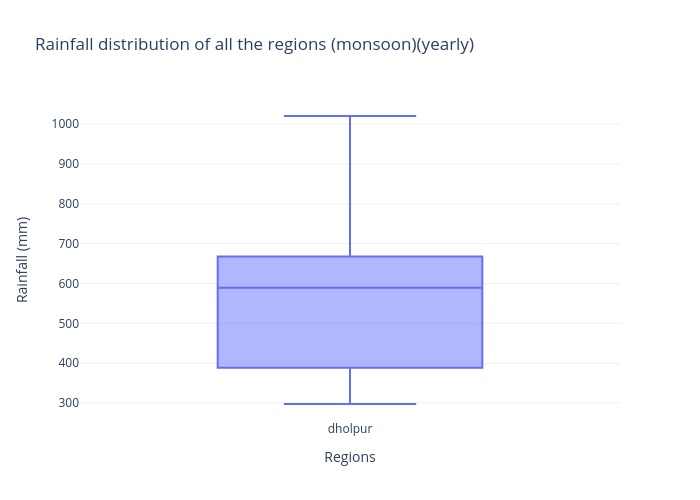 Rainfall distribution of all the regions (monsoon)(yearly)
1000
900
800
700
600
500
400
300
Rainfall (mm)
dholpur
Regions